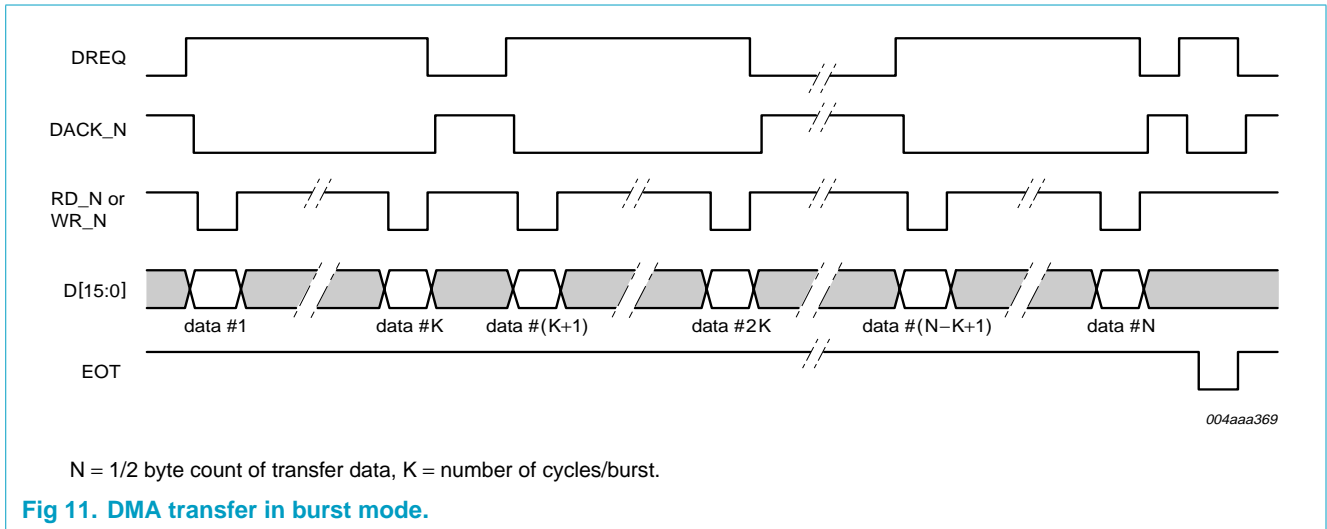 DREQ
DACK_N
RD_N or
WR_N
D[15:0]
data #1
data #K
data #(K+1)
data #2K
data #(N−K+1)
data #N
EOT
004aaa369
N = 1/2 byte count of transfer data, K = number of cycles/burst.
Fig 11. DMA transfer in burst mode.